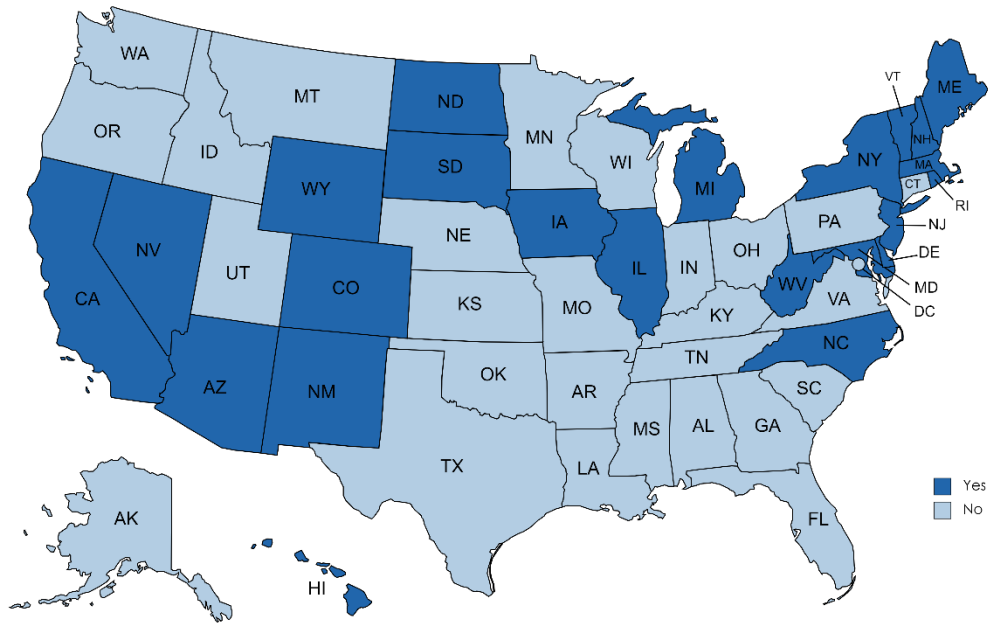 WA
MT
ND
MN
VT
ME
OR
ID
SD
WI
NY
NH
MA
WY
MI
CT
RI
IA
PA
NJ
NE
NV
UT
IL
IN
OH
DE
CA
CO
WV
MD
KS
MO
VA
DC
KY
NC
TN
AZ
NM
OK
AR
SC
MS
AL
GA
TX
LA
Yes
No
AK
FL
HI